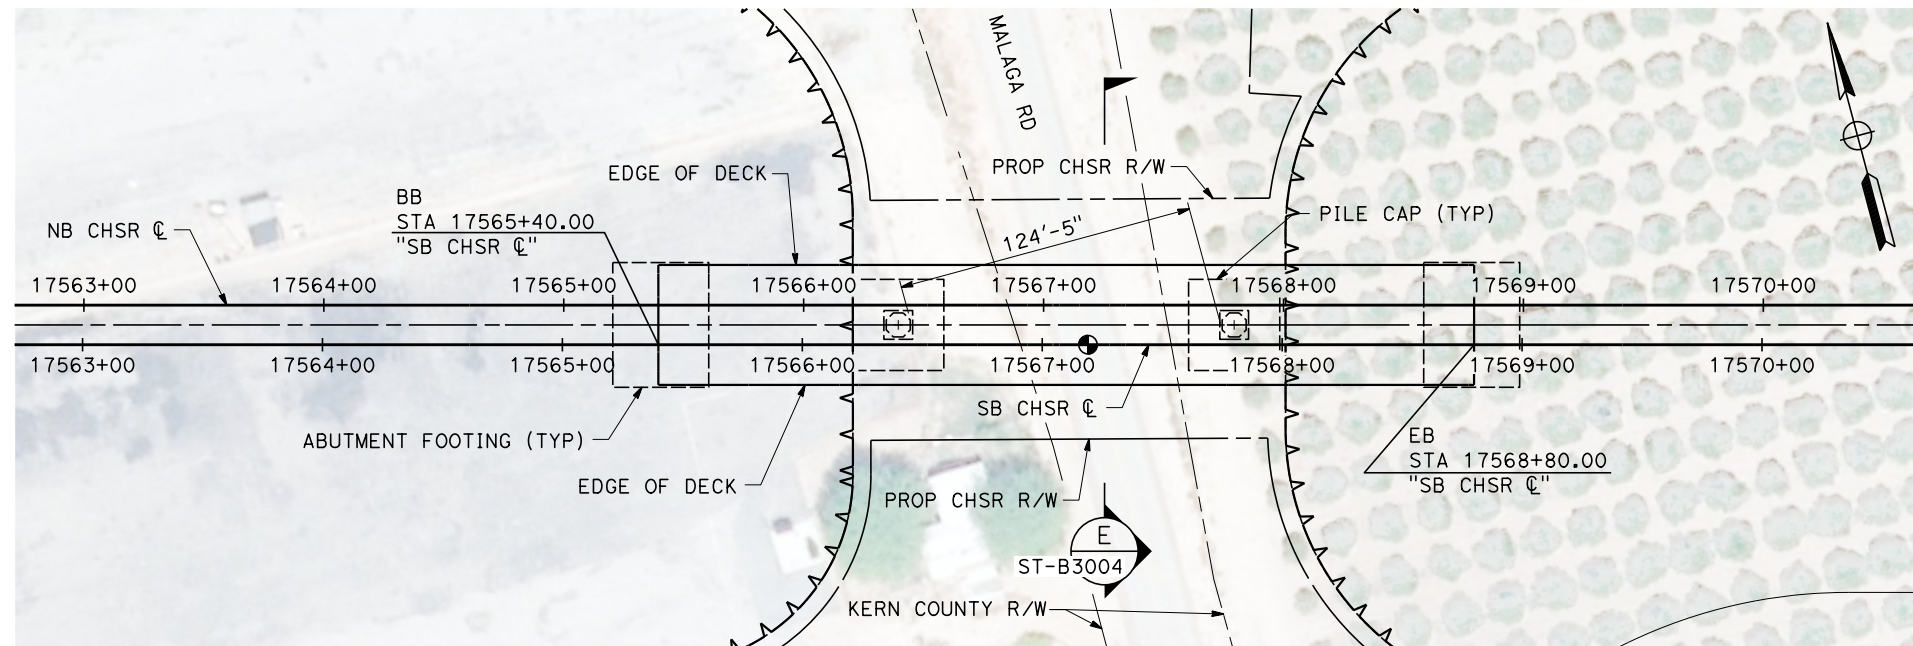 MALAGA RD
PROP CHSR R/W
EDGE OF DECK
BB
STA 17565+40.00
"SB CHSR ℄"
NB CHSR ℄
124'-5"
PILE CAP (TYP)
17563+00 17564+00 17565+00 17566+00 17567+00 17568+00 17569+00 17570+00
17563+00 17564+00 17565+00 17566+00 17567+00 17568+00 17569+00 17570+00
SB CHSR ℄
ABUTMENT FOOTING (TYP)
EB
STA 17568+80.00
"SB CHSR ℄"
EDGE OF DECK
PROP CHSR R/W
E
ST-B3004
KERN COUNTY R/W